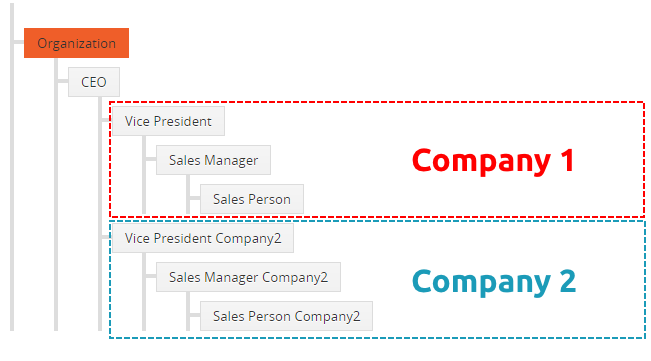 Organization
CEO
Vice President
Company 1
Sales Manager
Sales Person
Vice President Company2
Company 2
Sales Manager Company2
Sales Person Company2